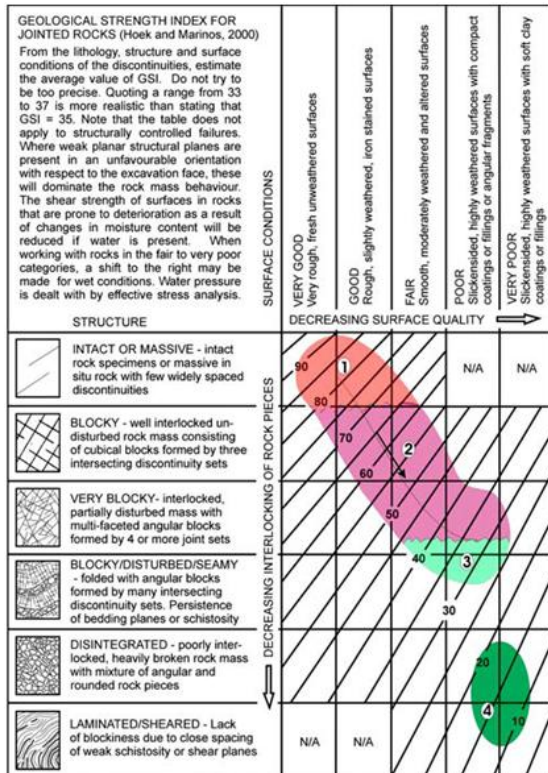 GEOLOGICAL STRENGTH INDEX FOR
JOINTED ROCKS (Hoek and Marinos, 2000)
From the lithology, structure and surface
conditions of the discontinuities, estimate
the average value of GSI. Do not try to
be too precise. Quoting a range from 33
to 37 is more realistic than stating that
GSI = 35. Note that the table does not
apply to structurally controlled failures.
Where weak planar structural planes are
present in an unfavourable orientation
with respect to the excavation face, these
will dominate the rock mass behaviour.
The shear strength of surfaces in rocks
that are prone to deterioration as a result
of changes in moisture content will be
reduced if water is present. When
working with rocks in the fair to very poor
categories, a shift to the right may be
made for wet conditions. Water pressure
is dealt with by effective stress analysis.
STRUCTURE
SURFACE CONDITIONS
VERY GOOD
Very rough, fresh unweathered surfaces
GOOD
Rough, slightly weathered, iron stained surfaces
FAIR
Smooth, moderately weathered and altered surfaces
POOR
Slickensided, highly weathered surfaces with compact
coatings or fillings or angular fragments
VERY POOR
Slickensided, highly weathered surfaces with soft clay
coatings or fillings
DECREASING SURFACE QUALITY
DECREASING INTERLOCKING OF ROCK PIECES
INTACT OR MASSIVE - intact
rock specimens or massive in
situ rock with few widely spaced
discontinuities
90
1
N/A
N/A
80
BLOCKY - well interlocked un-
disturbed rock mass consisting
of cubical blocks formed by three
intersecting discontinuity sets
70
2
60
VERY BLOCKY- interlocked,
partially disturbed mass with
multi-faceted angular blocks
formed by 4 or more joint sets
50
40
3
BLOCKY/DISTURBED/SEAMY
- folded with angular blocks
formed by many intersecting
discontinuity sets. Persistence
of bedding planes or schistosity
30
DISINTEGRATED - poorly inter-
locked, heavily broken rock mass
with mixture of angular and
rounded rock pieces
20
4
10
LAMINATED/SHEARED - Lack
of blockiness due to close spacing
of weak schistosity or shear planes
N/A
N/A